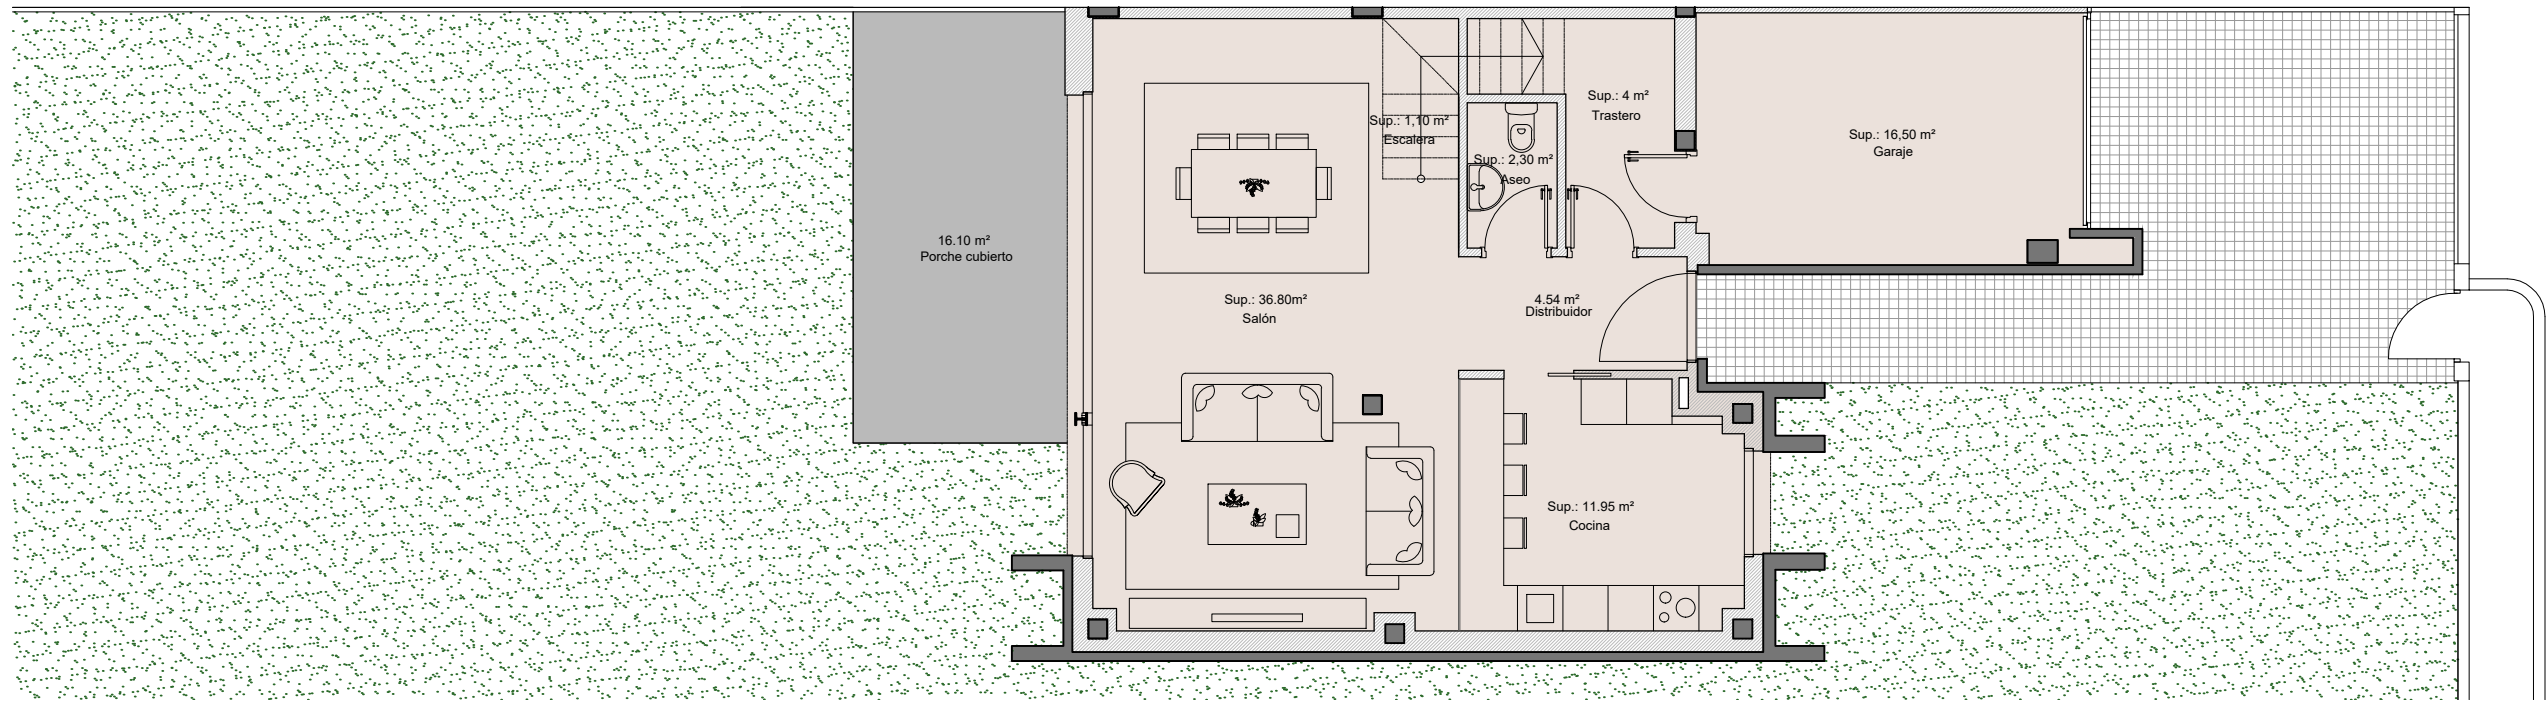 Sup.: 4 m²
Trastero
Sup.: 1,10 m²
Escalera
Sup.: 16,50 m²
Garaje
Sup.: 2,30 m²
Aseo
16.10 m²
Porche cubierto
Sup.: 36.80m²
Salón
4.54 m²
Distribuidor
Sup.: 11.95 m²
Cocina